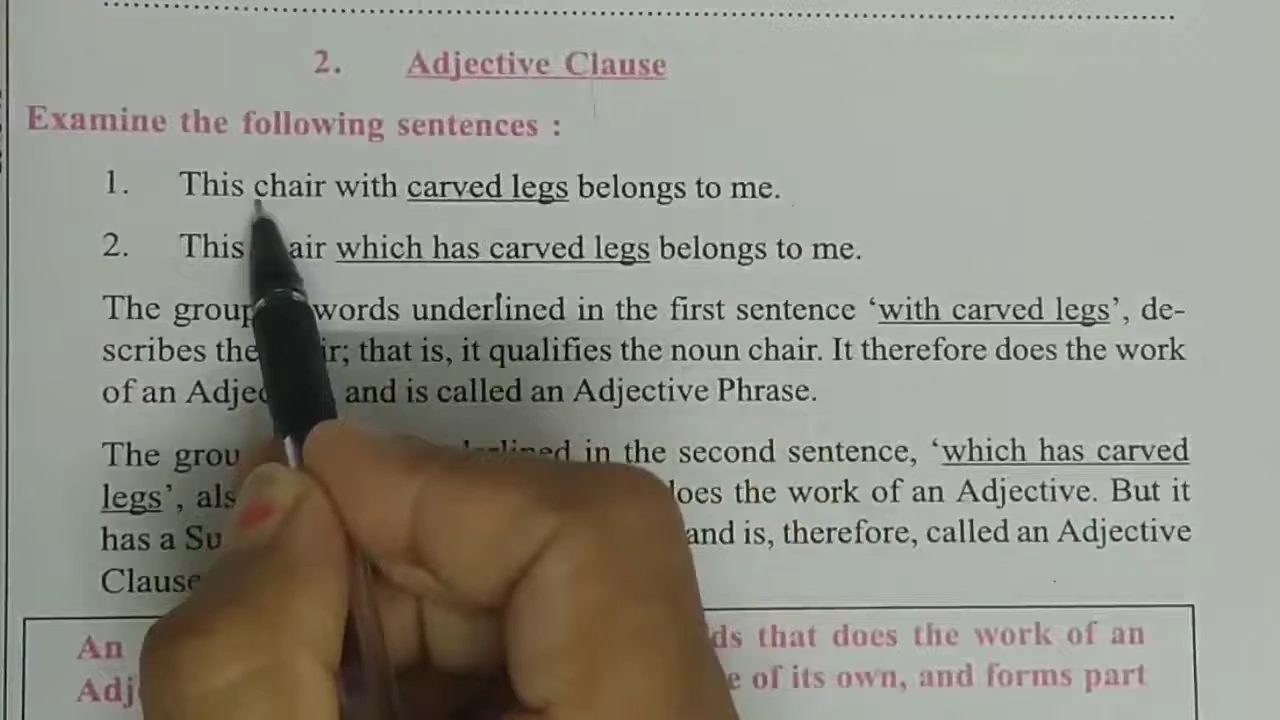 2. Adjective Clause
Examine the following sentences :
1. This chair with carved legs belongs to me.
2. This air which has carved legs belongs to me.
The group words underlined in the first sentence ‘with carved legs’, de-
scribes the ir; that is, it qualifies the noun chair. It therefore does the work
of an Adjec and is called an Adjective Phrase.
The grou derlined in the second sentence, ‘which has carved
legs’, als does the work of an Adjective. But it
has a Su and is, therefore, called an Adjective
Clause
An ds that does the work of an
Adj e of its own, and forms part